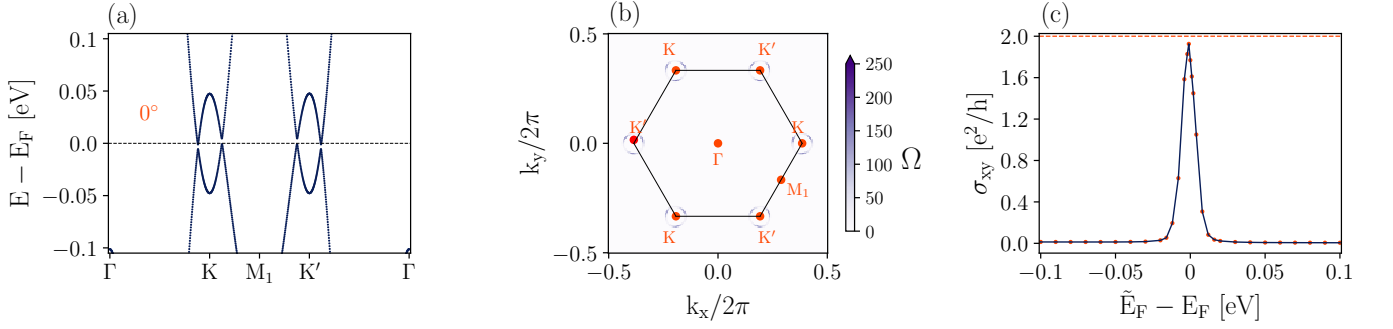 (a)
E − E_F [eV]
0.1
0.05
0.0
−0.05
−0.1
0°
Γ
K
M₁
K′
Γ
(b)
k_y/2π
0.5
0.0
−0.5
K
K′
K′
K
Γ
M₁
K
K′
−0.5
0.0
0.5
k_x/2π
250
200
150
100
50
0
Ω
(c)
σ_xy [e²/h]
2.0
1.6
1.2
0.8
0.4
0.0
−0.1
−0.05
0
0.05
0.1
Ẽ_F − E_F [eV]